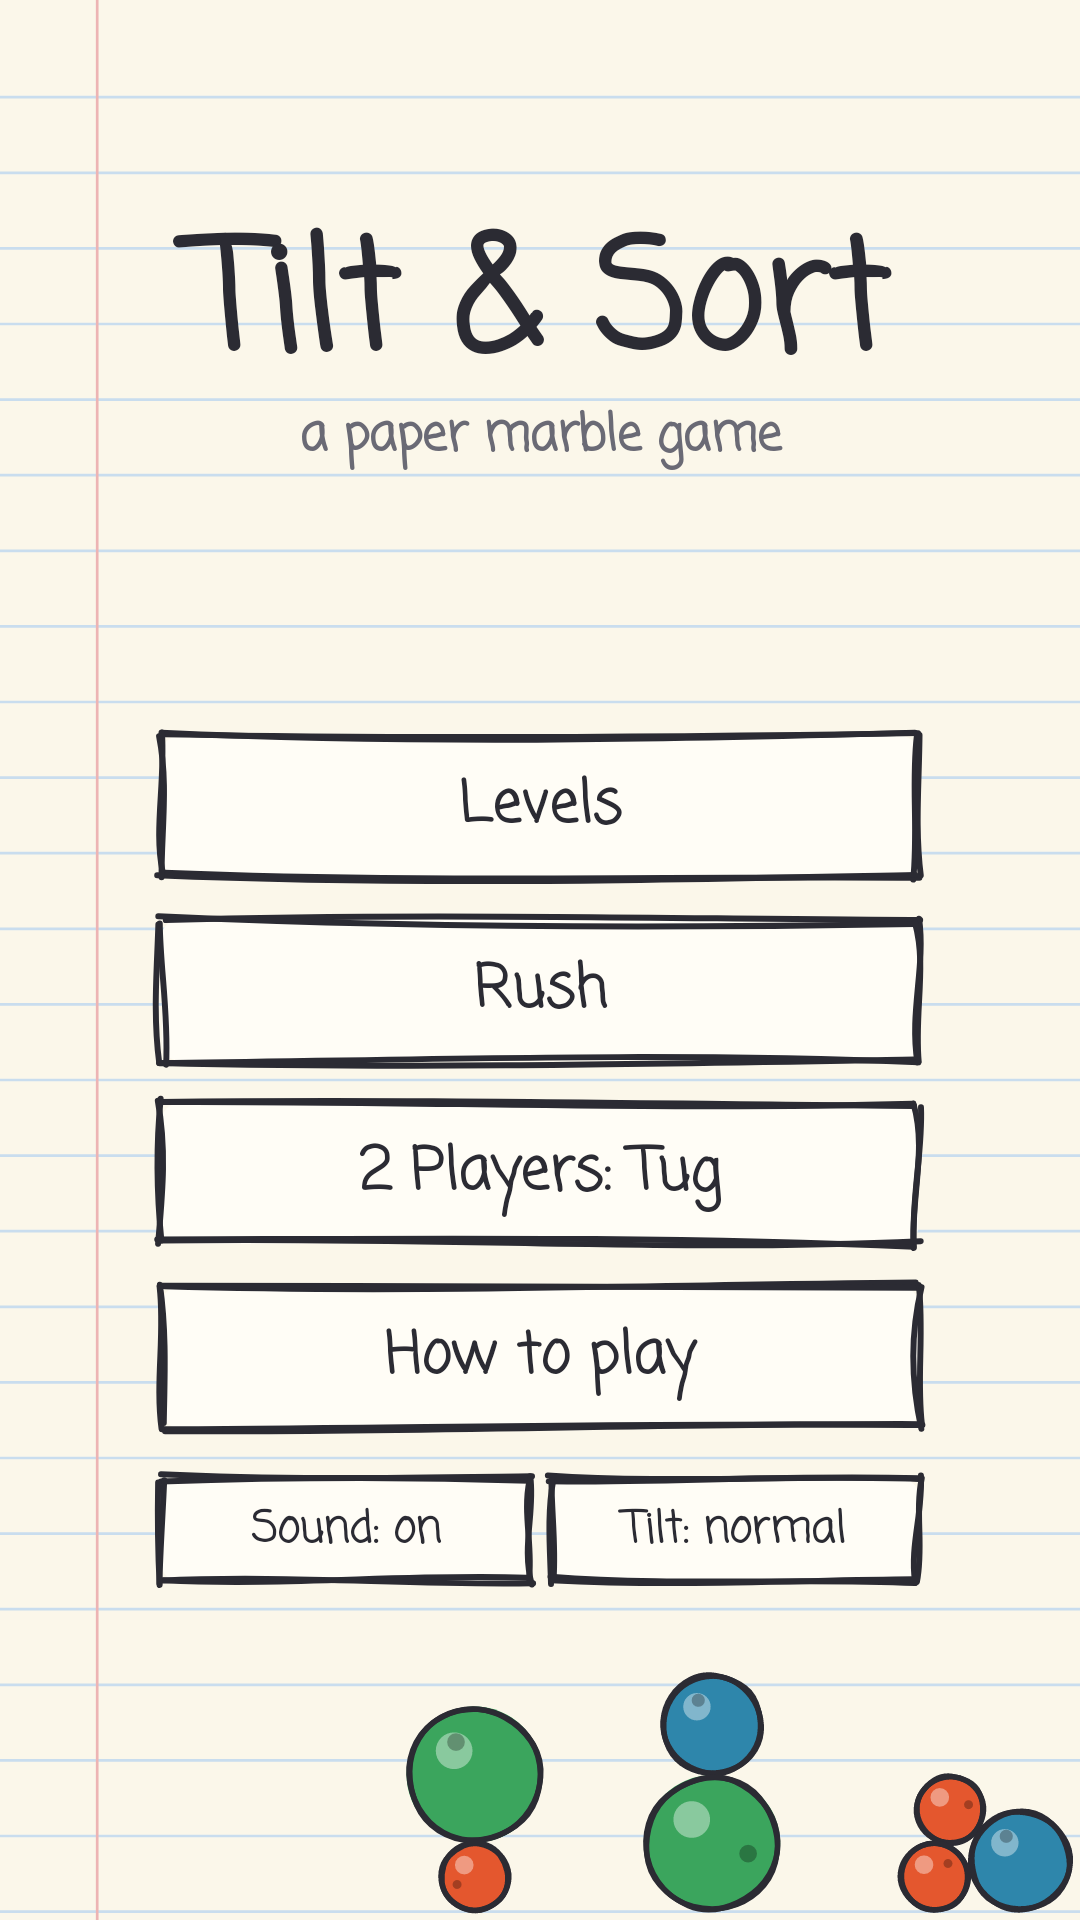 Tilt & Sort
a paper marble game
Levels
Rush
2 Players: Tug
How to play
Sound: on
Tilt: normal